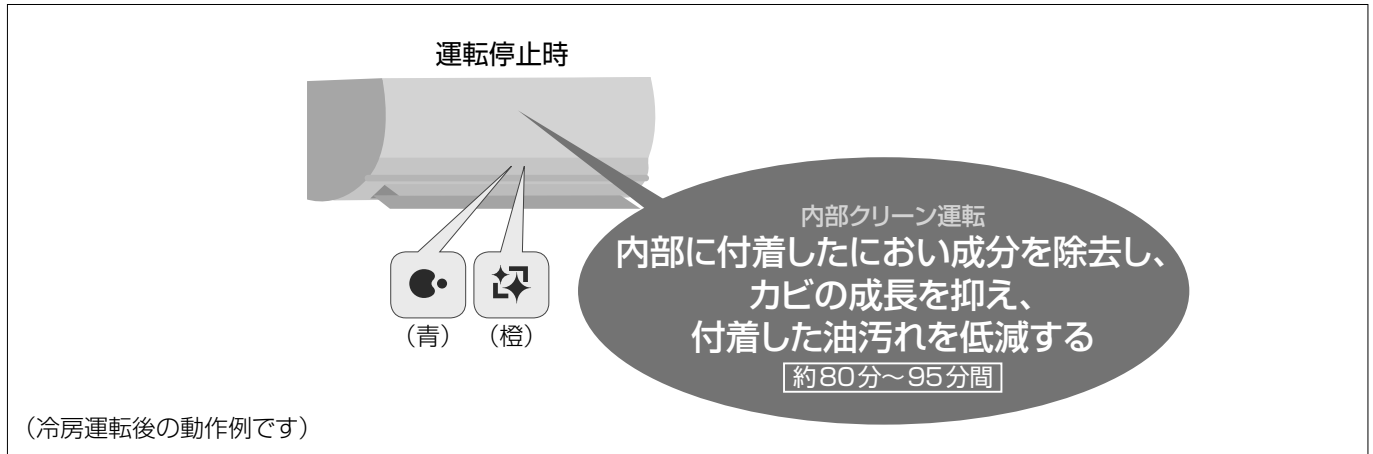 運転停止時
内部クリーン運転
内部に付着したにおい成分を除去し、
カビの成長を抑え、
付着した油汚れを低減する
約80分～95分間
（青）（橙）
（冷房運転後の動作例です）